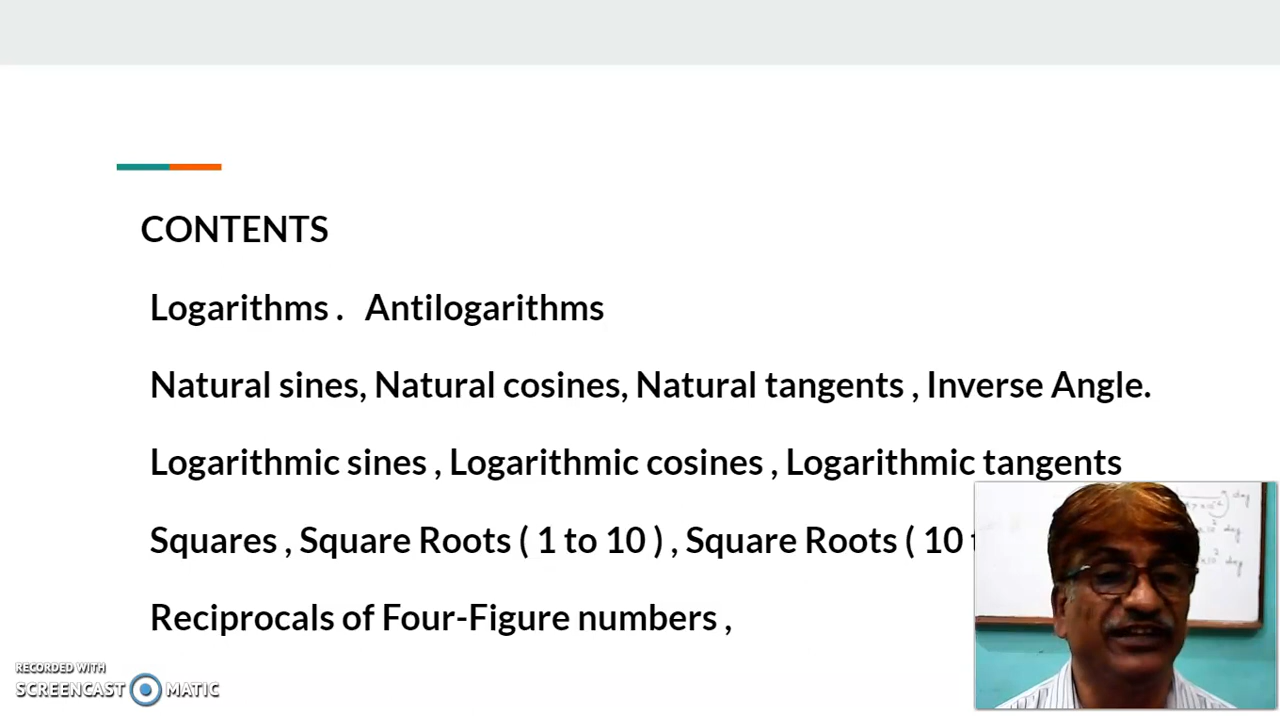 CONTENTS
Logarithms . Antilogarithms
Natural sines, Natural cosines, Natural tangents , Inverse Angle.
Logarithmic sines , Logarithmic cosines , Logarithmic tangents
Squares , Square Roots ( 1 to 10 ) , Square Roots ( 10
Reciprocals of Four-Figure numbers ,
RECORDED WITH
SCREENCAST MATIC